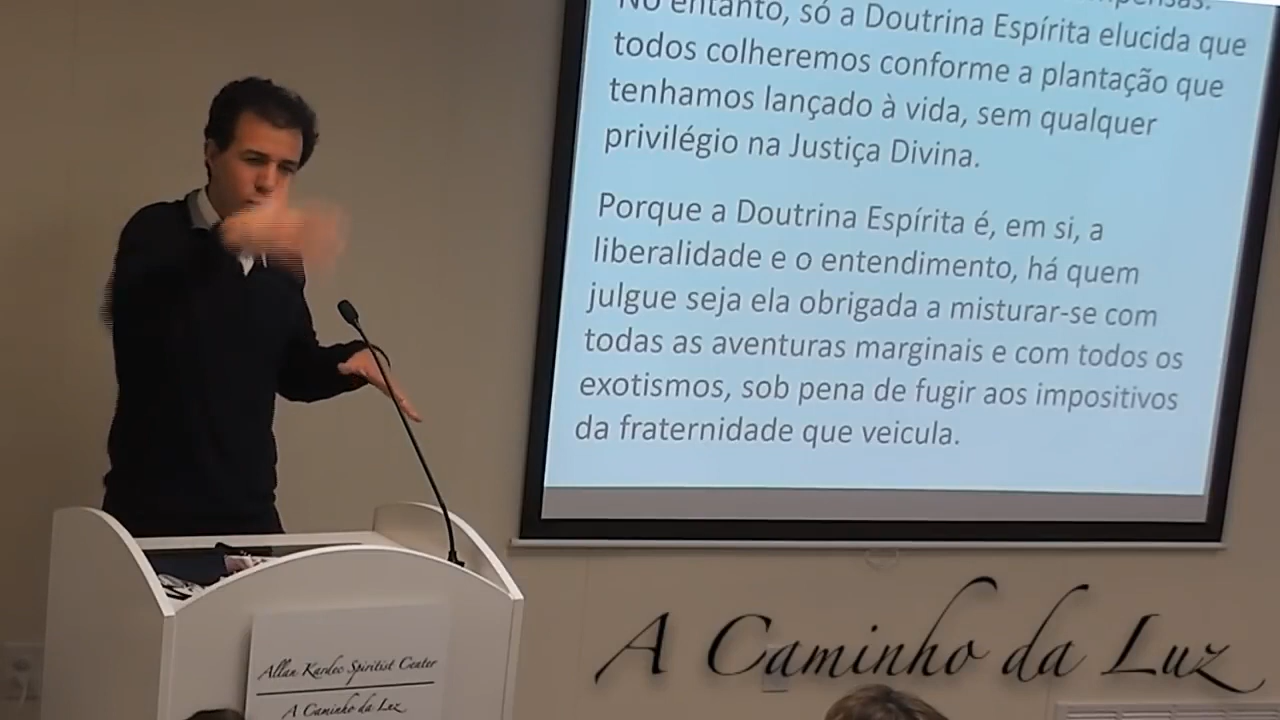 No entanto, só a Doutrina Espírita elucida que
todos colheremos conforme a plantação que
tenhamos lançado à vida, sem qualquer
privilégio na Justiça Divina.
Porque a Doutrina Espírita é, em si, a
liberalidade e o entendimento, há quem
julgue seja ela obrigada a misturar-se com
todas as aventuras marginais e com todos os
exotismos, sob pena de fugir aos impositivos
da fraternidade que veicula.
A Caminho da Luz
Allan Kardec Spiritist Center
A Caminho da Luz